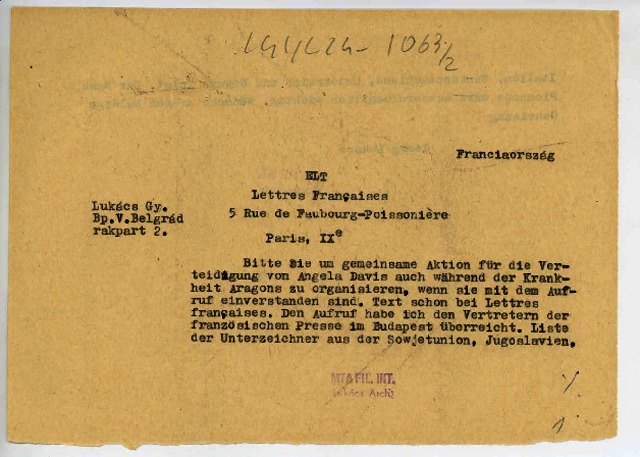 1063/2
Franciaország
ELT
Lettres Françaises
Lukács Gy.
Bp.V.Belgrád
rakpart 2.
5 Rue de Faubourg-Poissonière
Paris, IXe
Bitte Sie um gemeinsame Aktion für die Ver-
teidigung von Angela Davis auch während der Krank-
heit Aragons zu organisieren, wenn sie mit dem Auf-
ruf einverstanden sind. Text schon bei Lettres
françaises. Den Aufruf habe ich den Vertretern der
französischen Presse im Budapest überreicht. Liste
der Unterzeichner aus der Sowjetunion, Jugoslavien,
MTA FIL. INT.
Lukács Arch.